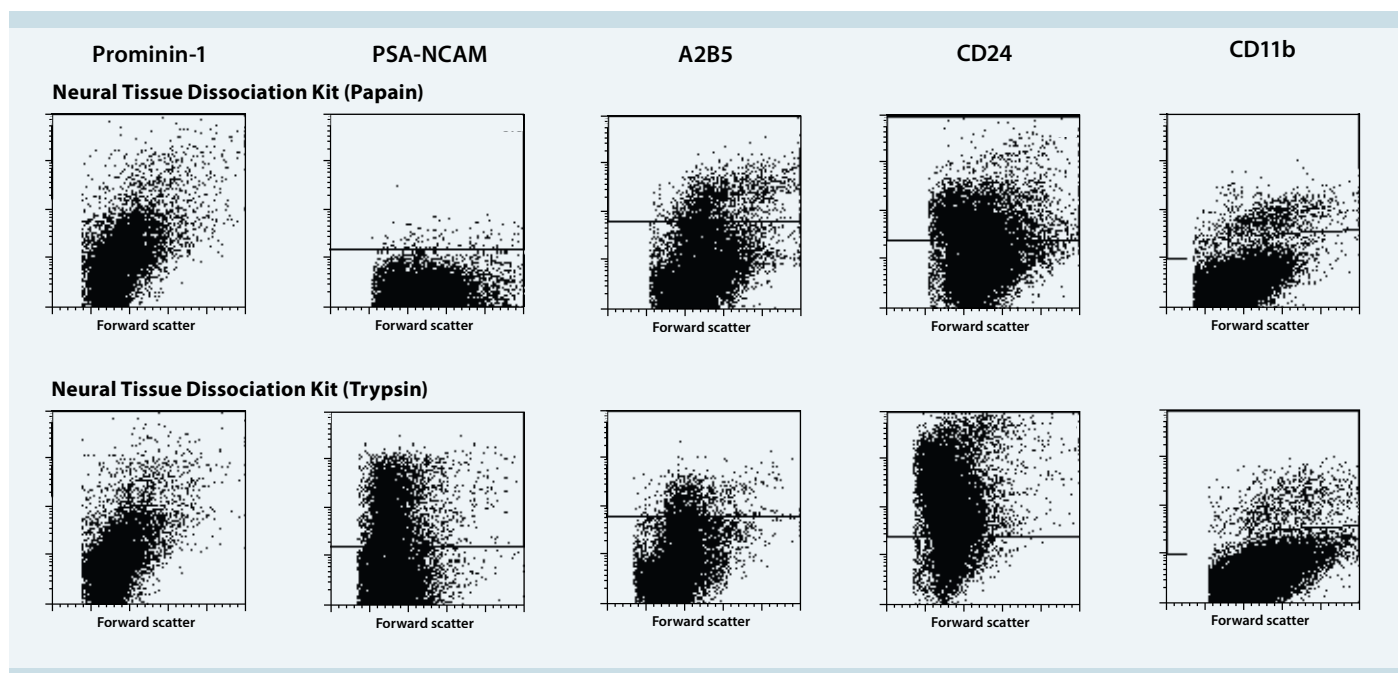 Prominin-1 PSA-NCAM A2B5 CD24 CD11b
Neural Tissue Dissociation Kit (Papain)
Forward scatter Forward scatter Forward scatter Forward scatter Forward scatter
Neural Tissue Dissociation Kit (Trypsin)
Forward scatter Forward scatter Forward scatter Forward scatter Forward scatter